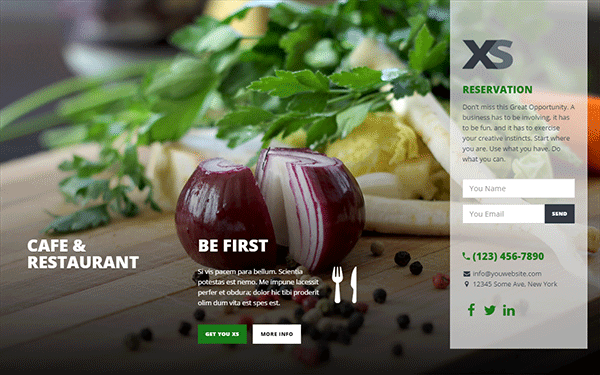 XS
RESERVATION
Don't miss this Great Opportunity. A
business has to be involving, it has
to be fun, and it has to exercise
your creative instincts. Start where
you are. Use what you have. Do
what you can.
You Name
You Email
SEND
(123) 456-7890
info@youwebsite.com
12345 Some Ave, New York
CAFE &
RESTAURANT
BE FIRST
Si vis pacem para bellum. Scientia
potestas est nemo. Me impune lacessit
perfer et obdura; dolor hic tibi proderit
olim dum vita est spes est.
GET YOU XS
MORE INFO